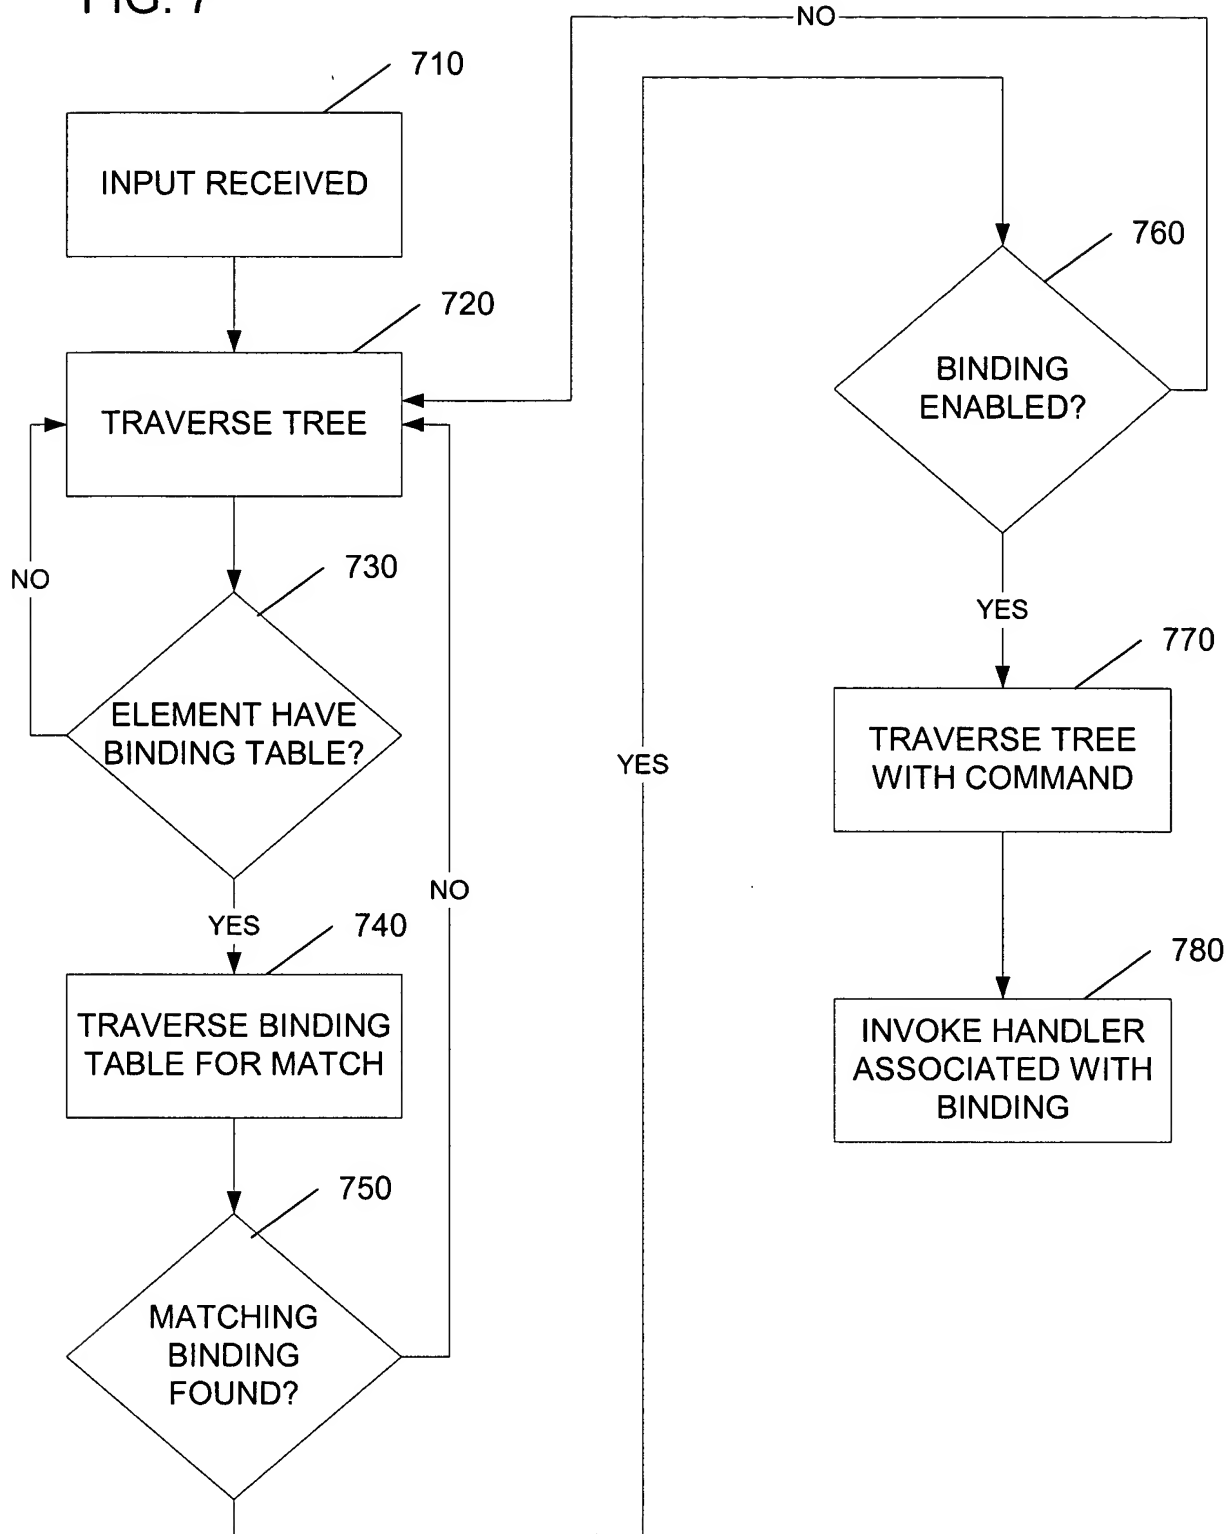 FIG. 7
NO
710
INPUT RECEIVED
720
TRAVERSE TREE
NO
730
ELEMENT HAVE
BINDING TABLE?
YES
NO
740
TRAVERSE BINDING
TABLE FOR MATCH
750
MATCHING
BINDING
FOUND?
YES
760
BINDING
ENABLED?
YES
770
TRAVERSE TREE
WITH COMMAND
780
INVOKE HANDLER
ASSOCIATED WITH
BINDING